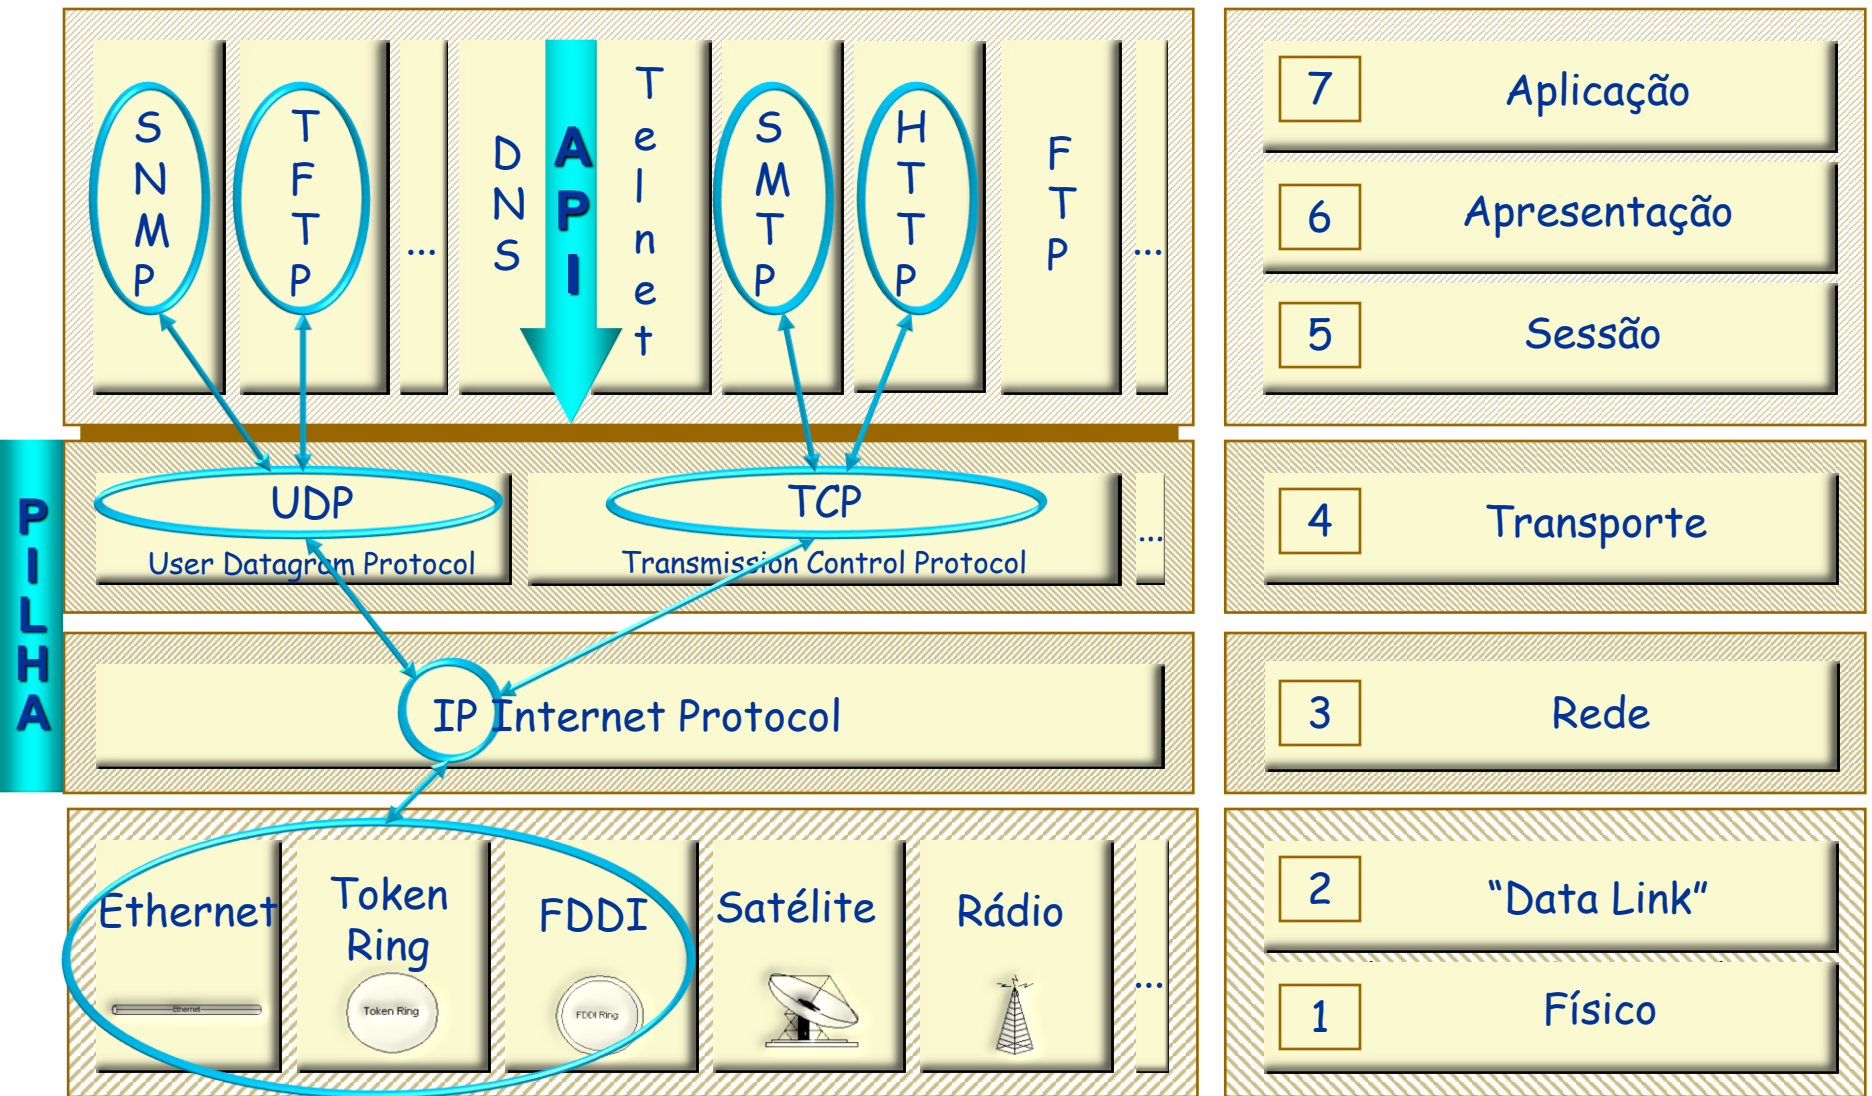 SNMP
TFTP
...
DNS
API
Telnet
SMTP
HTTP
FTP
...
7 Aplicação
6 Apresentação
5 Sessão
PILHA
UDP
User Datagram Protocol
TCP
Transmission Control Protocol
...
4 Transporte
IP Internet Protocol
3 Rede
Ethernet
Ethernet
Token
Ring
Token Ring
FDDI
FDDI Ring
Satélite
Rádio
...
2 “Data Link”
1 Físico